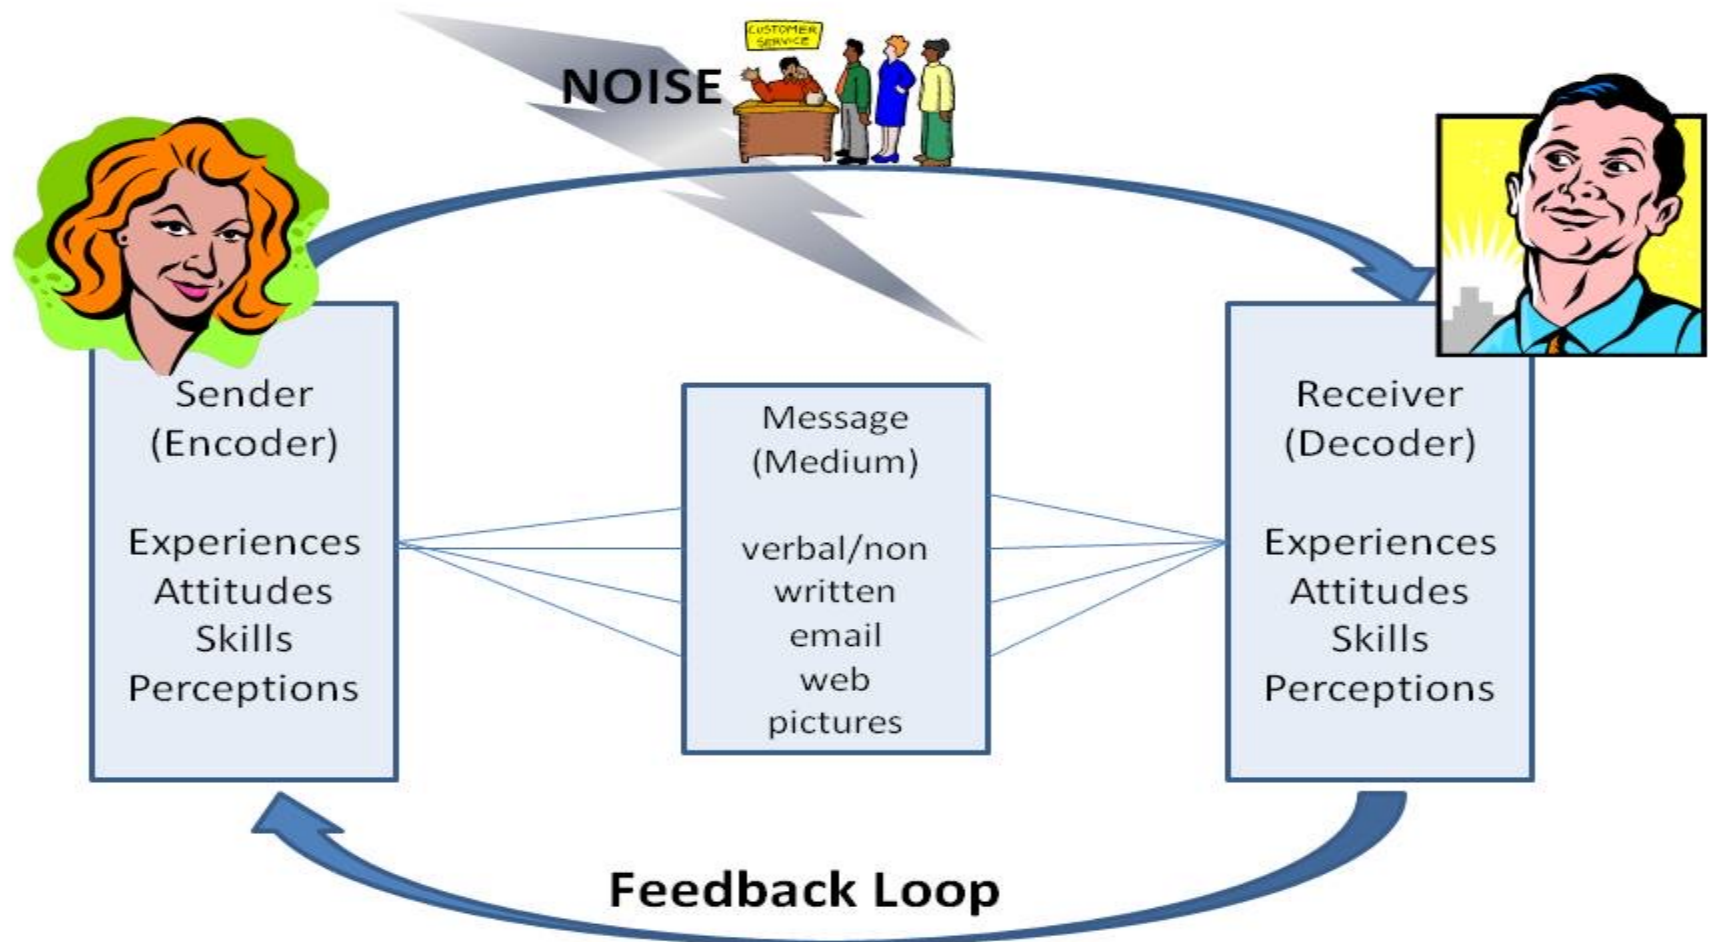 CUSTOMER
SERVICE
NOISE
Sender
(Encoder)
Experiences
Attitudes
Skills
Perceptions
Message
(Medium)
verbal/non
written
email
web
pictures
Receiver
(Decoder)
Experiences
Attitudes
Skills
Perceptions
Feedback Loop